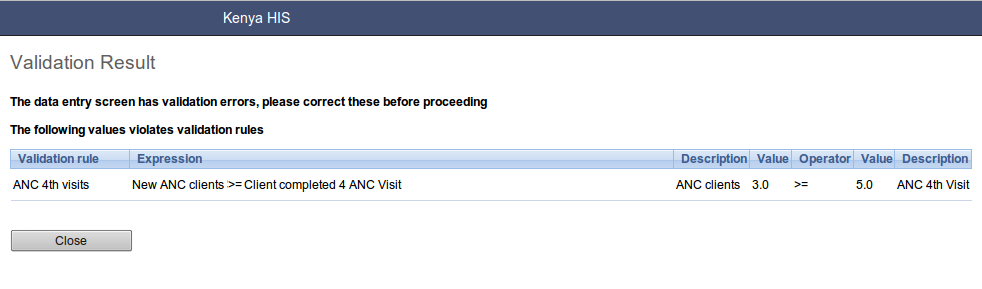 Kenya HIS
Validation Result
The data entry screen has validation errors, please correct these before proceeding
The following values violates validation rules
Validation rule Expression Description Value Operator Value Description
ANC 4th visits New ANC clients >= Client completed 4 ANC Visit ANC clients 3.0 >= 5.0 ANC 4th Visit
Close